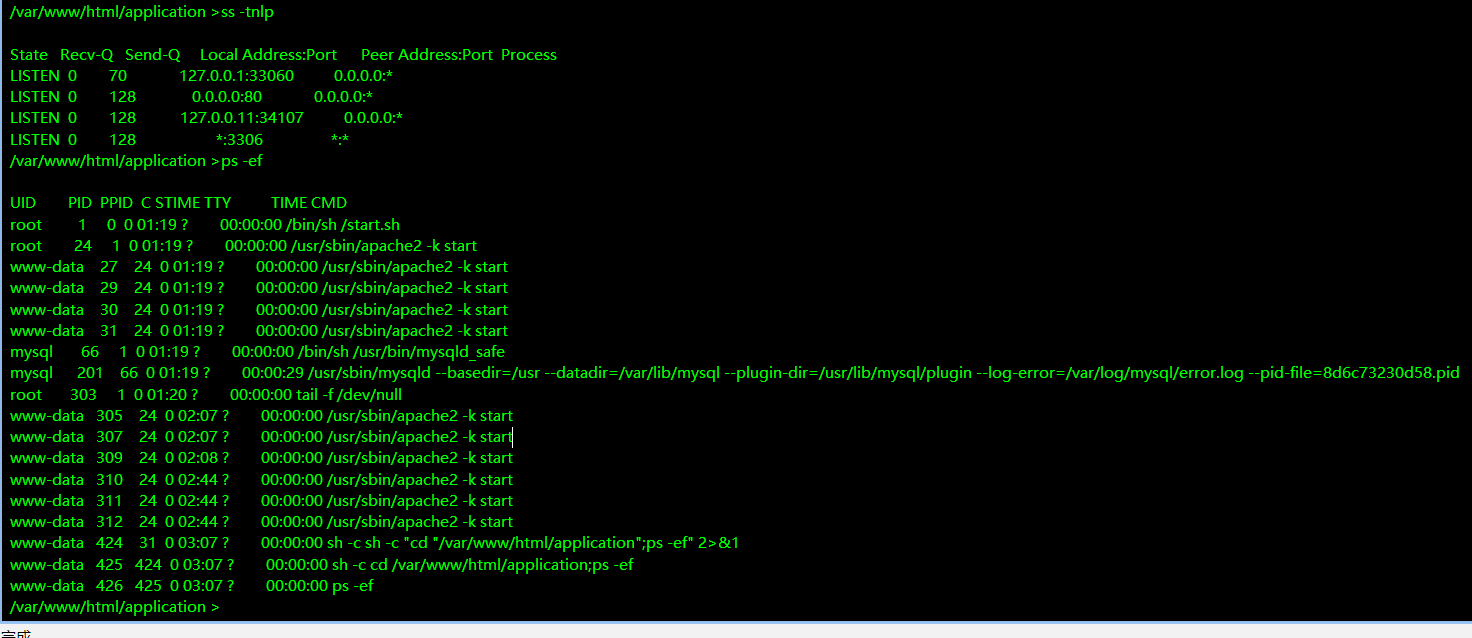 /var/www/html/application >ss -tnlp
State Recv-Q Send-Q Local Address:Port Peer Address:Port Process
LISTEN 0 70 127.0.0.1:33060 0.0.0.0:*
LISTEN 0 128 0.0.0.0:80 0.0.0.0:*
LISTEN 0 128 127.0.0.11:34107 0.0.0.0:*
LISTEN 0 128 *:3306 *:*
/var/www/html/application >ps -ef
UID PID PPID C STIME TTY TIME CMD
root 1 0 0 01:19 ? 00:00:00 /bin/sh /start.sh
root 24 1 0 01:19 ? 00:00:00 /usr/sbin/apache2 -k start
www-data 27 24 0 01:19 ? 00:00:00 /usr/sbin/apache2 -k start
www-data 29 24 0 01:19 ? 00:00:00 /usr/sbin/apache2 -k start
www-data 30 24 0 01:19 ? 00:00:00 /usr/sbin/apache2 -k start
www-data 31 24 0 01:19 ? 00:00:00 /usr/sbin/apache2 -k start
mysql 66 1 0 01:19 ? 00:00:00 /bin/sh /usr/bin/mysqld_safe
mysql 201 66 0 01:19 ? 00:00:29 /usr/sbin/mysqld --basedir=/usr --datadir=/var/lib/mysql --plugin-dir=/usr/lib/mysql/plugin --log-error=/var/log/mysql/error.log --pid-file=8d6c73230d58.pid
root 303 1 0 01:20 ? 00:00:00 tail -f /dev/null
www-data 305 24 0 02:07 ? 00:00:00 /usr/sbin/apache2 -k start
www-data 307 24 0 02:07 ? 00:00:00 /usr/sbin/apache2 -k start
www-data 309 24 0 02:08 ? 00:00:00 /usr/sbin/apache2 -k start
www-data 310 24 0 02:44 ? 00:00:00 /usr/sbin/apache2 -k start
www-data 311 24 0 02:44 ? 00:00:00 /usr/sbin/apache2 -k start
www-data 312 24 0 02:44 ? 00:00:00 /usr/sbin/apache2 -k start
www-data 424 31 0 03:07 ? 00:00:00 sh -c sh -c "cd "/var/www/html/application";ps -ef" 2>&1
www-data 425 424 0 03:07 ? 00:00:00 sh -c cd /var/www/html/application;ps -ef
www-data 426 425 0 03:07 ? 00:00:00 ps -ef
/var/www/html/application >
完成